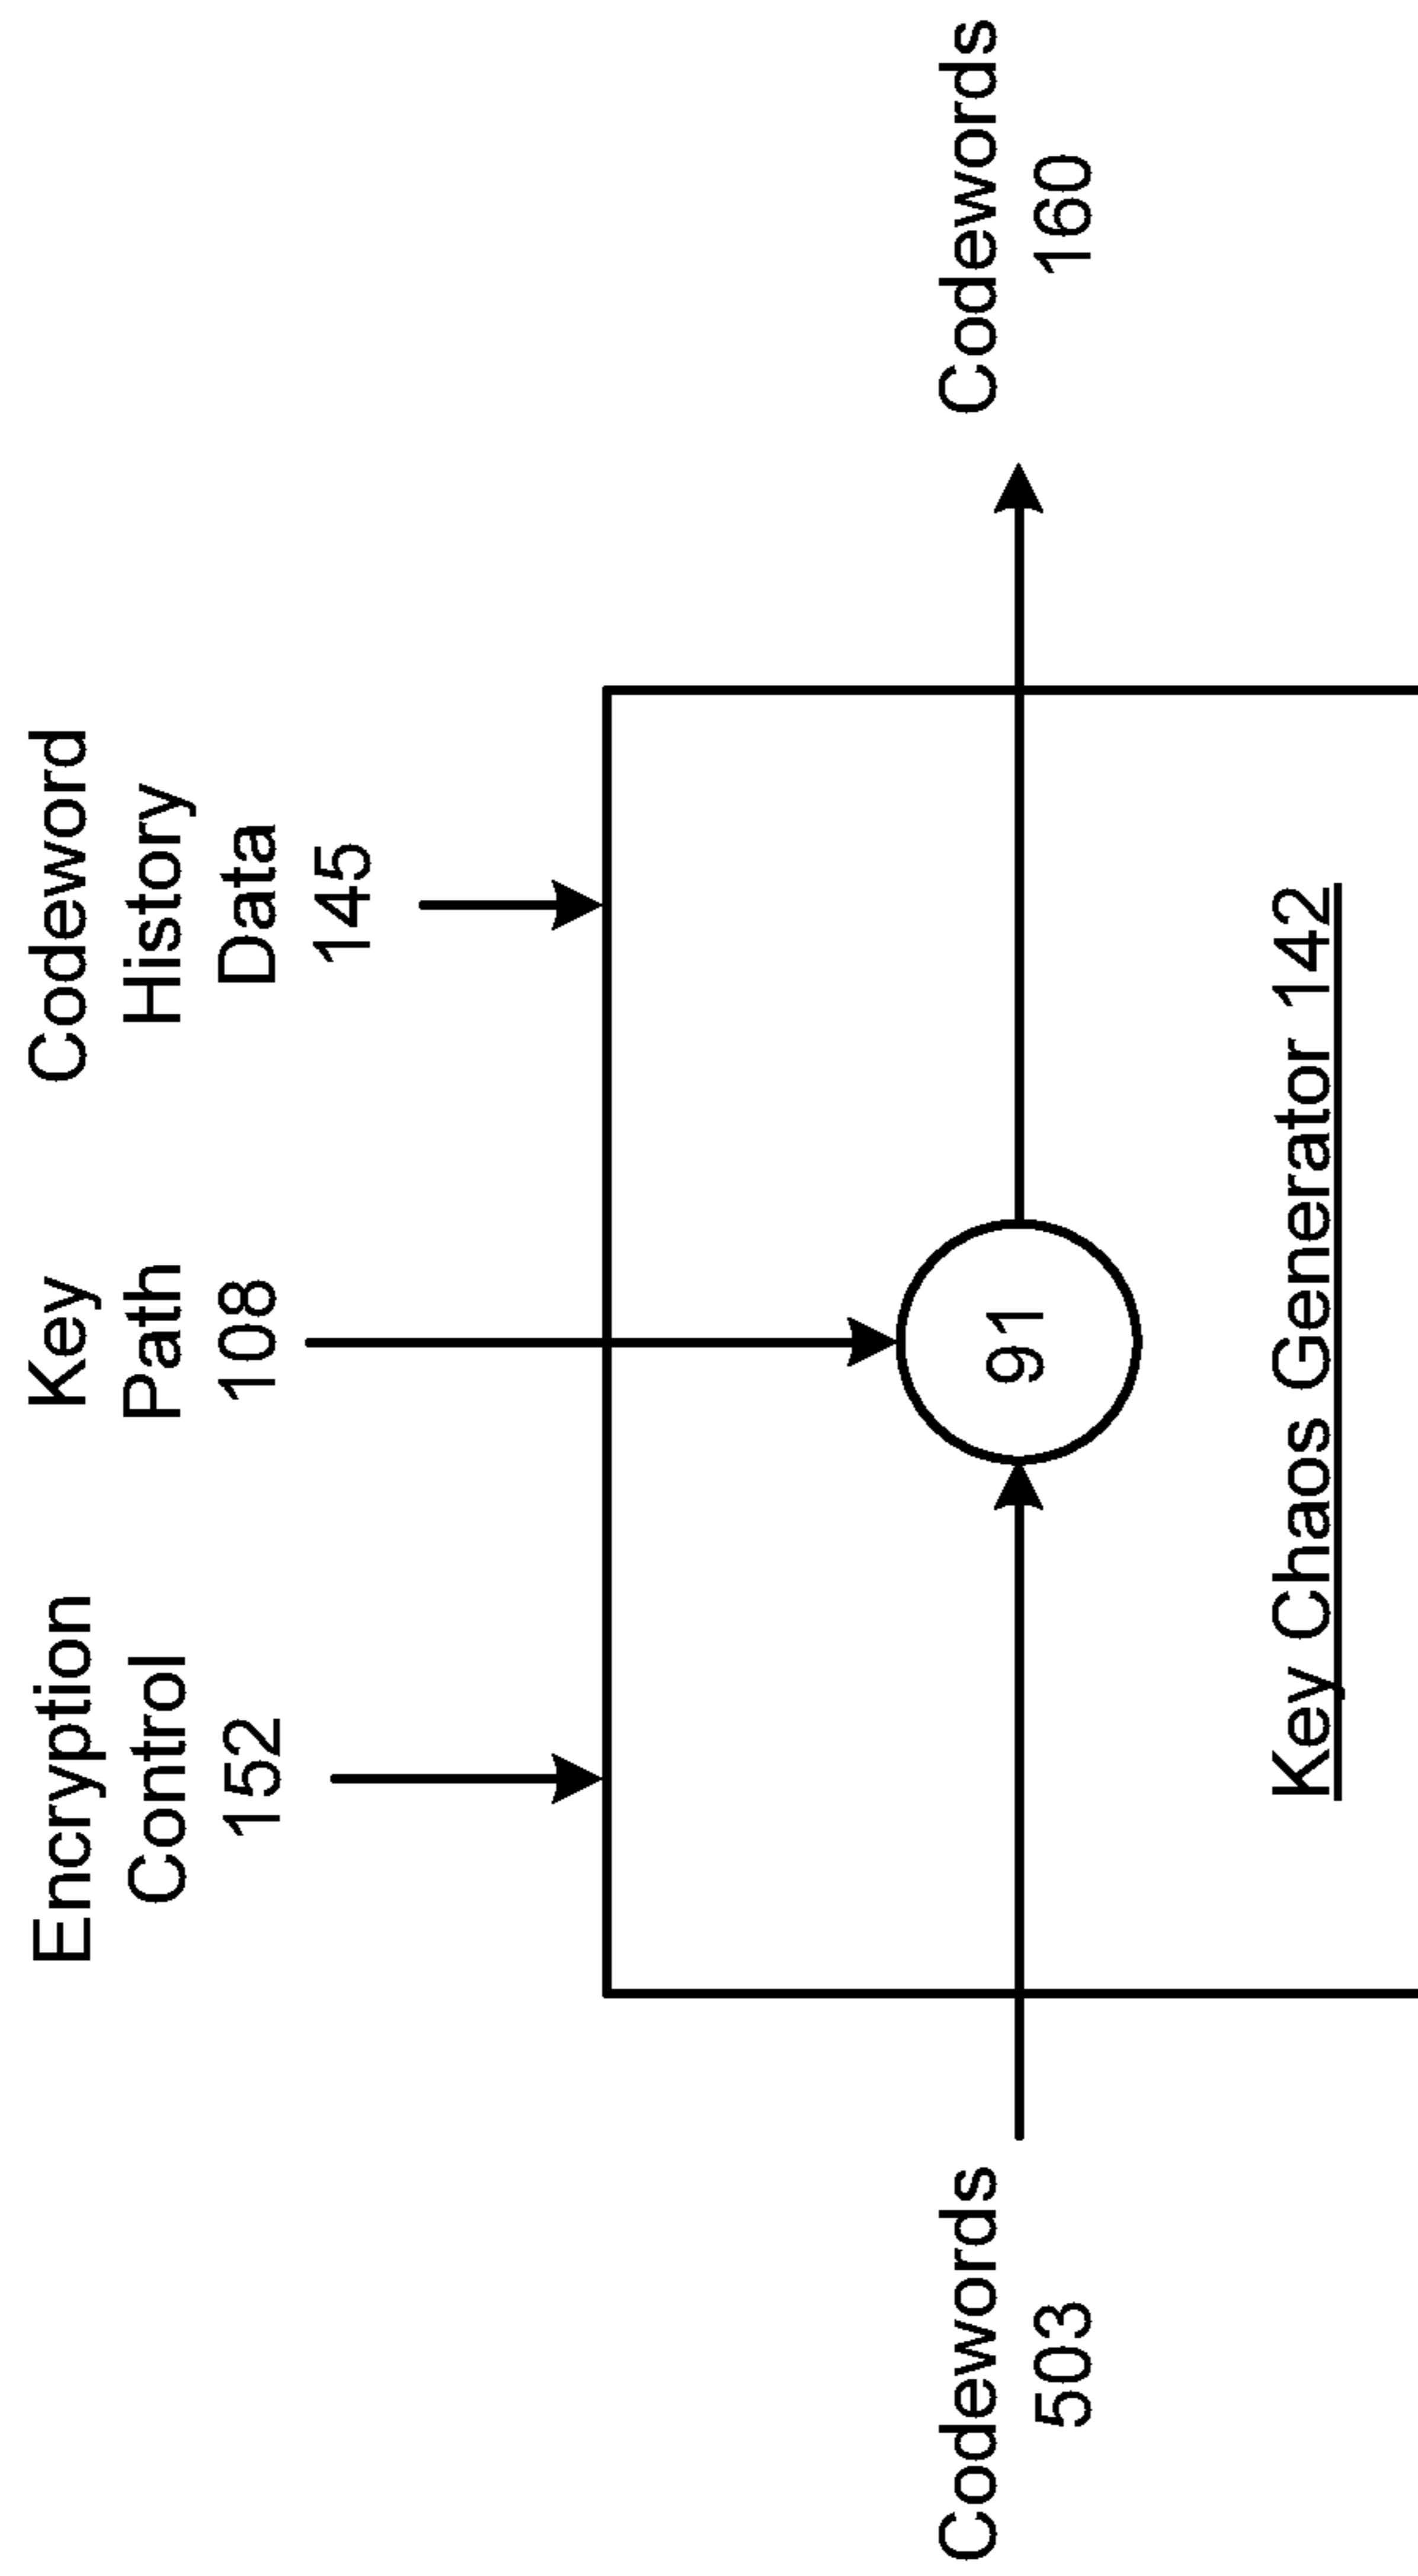 Encryption
Control
152
Key
Path
108
Codeword
History
Data
145
Codewords
503
91
Codewords
160
Key Chaos Generator 142